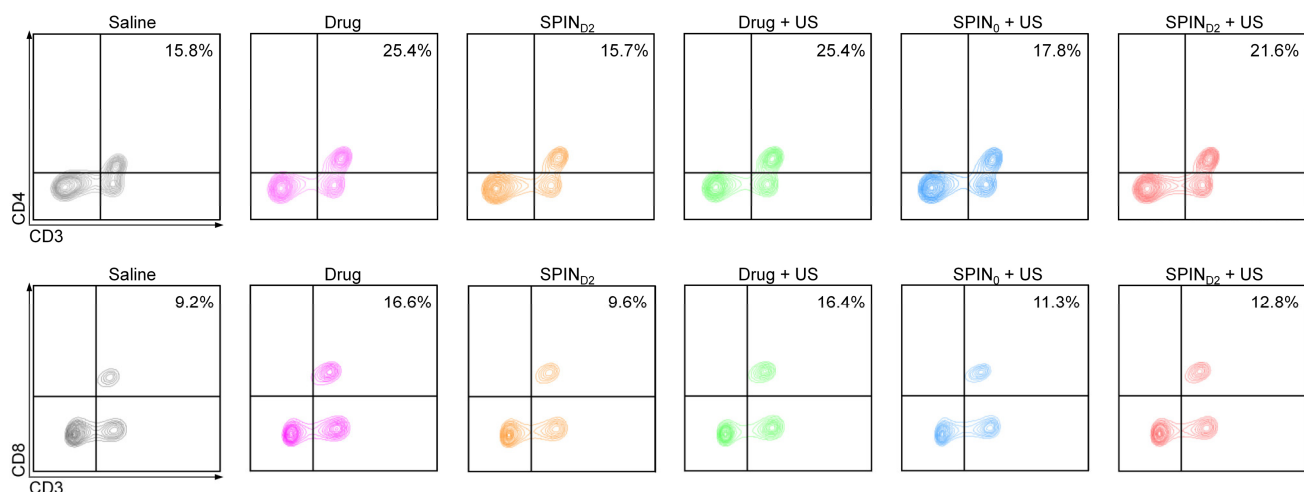 Saline Drug SPIN_D2 Drug + US SPIN_0 + US SPIN_D2 + US
15.8% 25.4% 15.7% 25.4% 17.8% 21.6%
CD4
CD3
Saline Drug SPIN_D2 Drug + US SPIN_0 + US SPIN_D2 + US
9.2% 16.6% 9.6% 16.4% 11.3% 12.8%
CD8
CD3